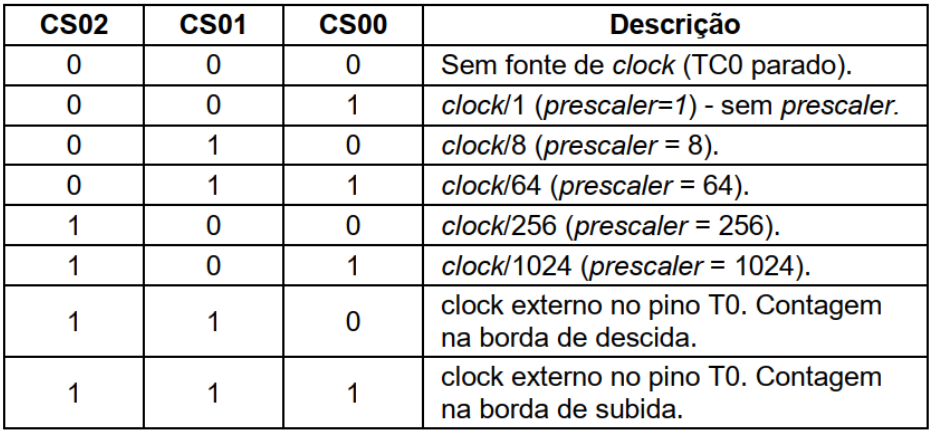 CS02 CS01 CS00 Descrição
0 0 0 Sem fonte de clock (TC0 parado).
0 0 1 clock/1 (prescaler=1) - sem prescaler.
0 1 0 clock/8 (prescaler = 8).
0 1 1 clock/64 (prescaler = 64).
1 0 0 clock/256 (prescaler = 256).
1 0 1 clock/1024 (prescaler = 1024).
1 1 0 clock externo no pino T0. Contagem
na borda de descida.
1 1 1 clock externo no pino T0. Contagem
na borda de subida.